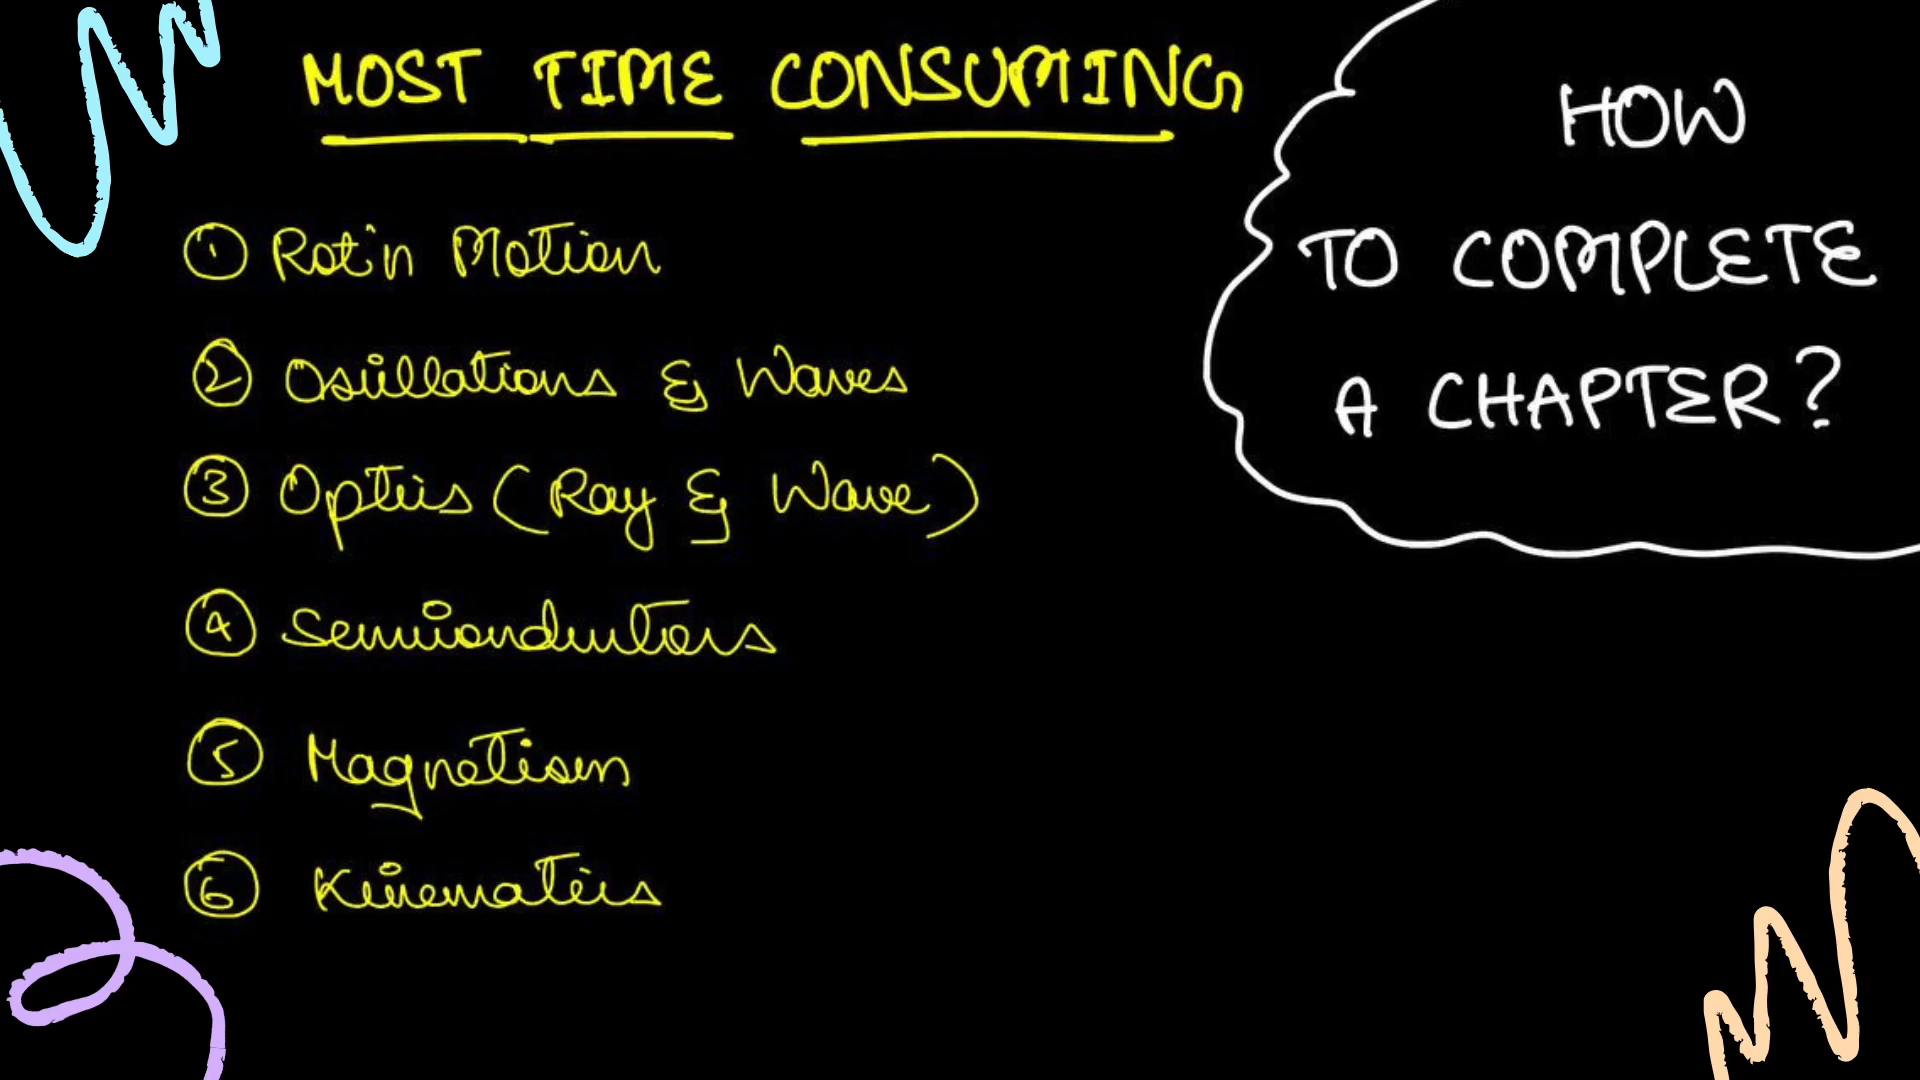 MOST TIME CONSUMING
① Rot'n Motion
② Oscillations & Waves
③ Optics (Ray & Wave)
④ Semiconductors
⑤ Magnetism
⑥ Kinematics
HOW
TO COMPLETE
A CHAPTER?